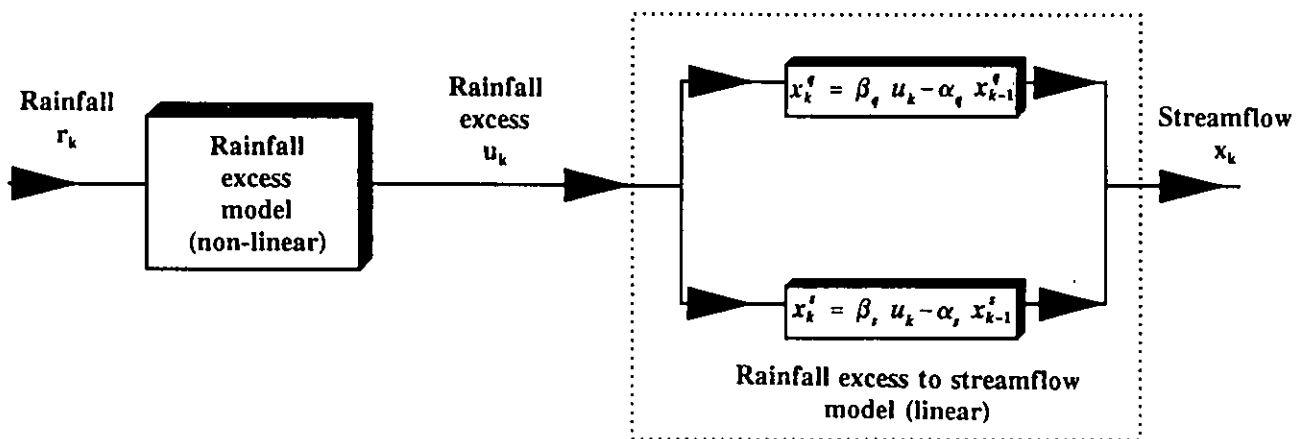 Rainfall
r_k
Rainfall
excess
model
(non-linear)
Rainfall
excess
u_k
x_k^q = β_q u_k − α_q x_{k-1}^q
x_k^s = β_s u_k − α_s x_{k-1}^s
Rainfall excess to streamflow
model (linear)
Streamflow
x_k